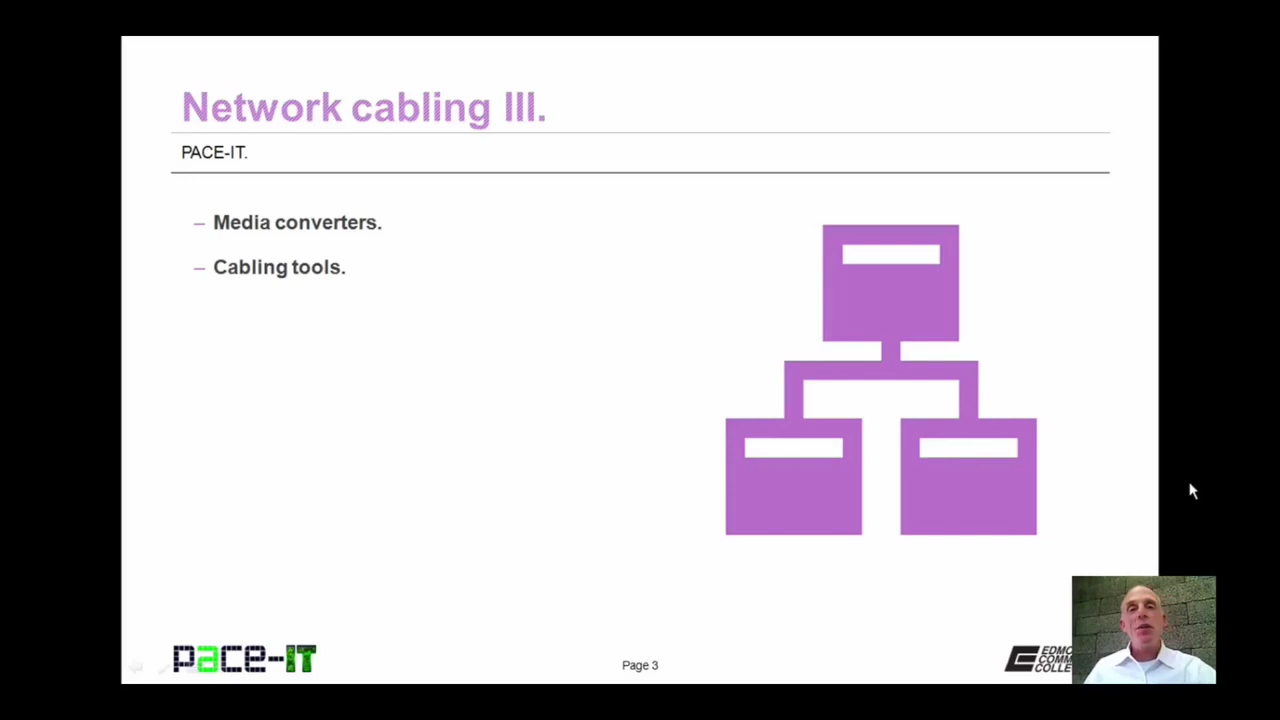 Network cabling III.
PACE-IT.
– Media converters.
– Cabling tools.
pace-IT
Page 3